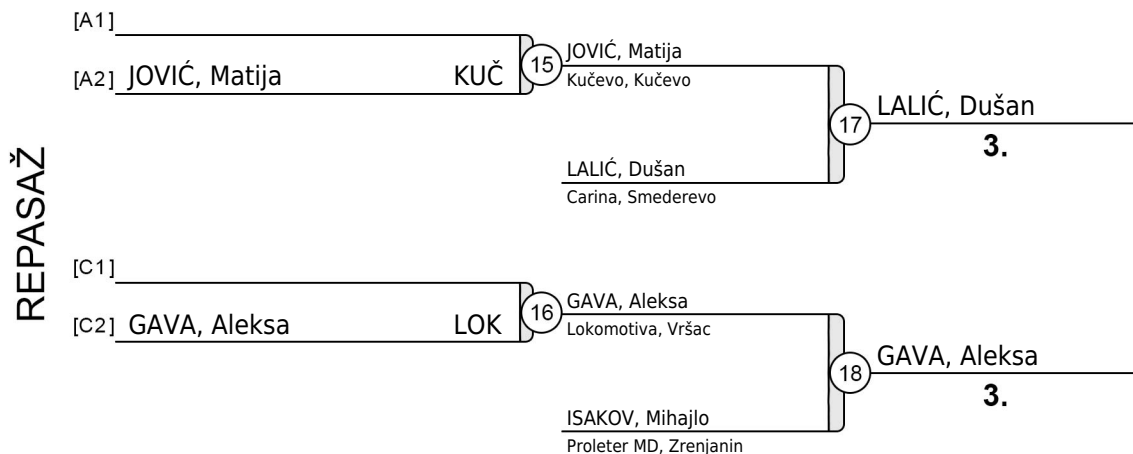 REPASAŽ
[A1]
[A2] JOVIĆ, Matija KUČ
15
JOVIĆ, Matija
Kučevo, Kučevo
LALIĆ, Dušan
Carina, Smederevo
17
LALIĆ, Dušan
3.
[C1]
[C2] GAVA, Aleksa LOK
16
GAVA, Aleksa
Lokomotiva, Vršac
ISAKOV, Mihajlo
Proleter MD, Zrenjanin
18
GAVA, Aleksa
3.